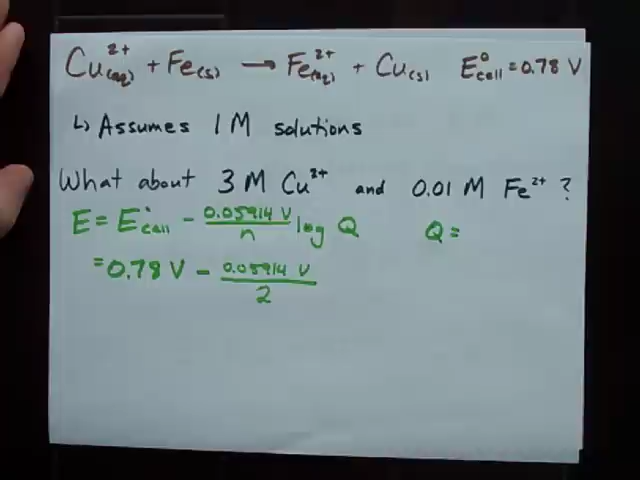 Cu²⁺(aq) + Fe(s) → Fe²⁺(aq) + Cu(s) E°cell = 0.78 V
↳ Assumes 1 M solutions
What about 3 M Cu²⁺ and 0.01 M Fe²⁺ ?
E = E°cell - 0.05914 V / n log Q Q =
= 0.78 V - 0.05914 V / 2